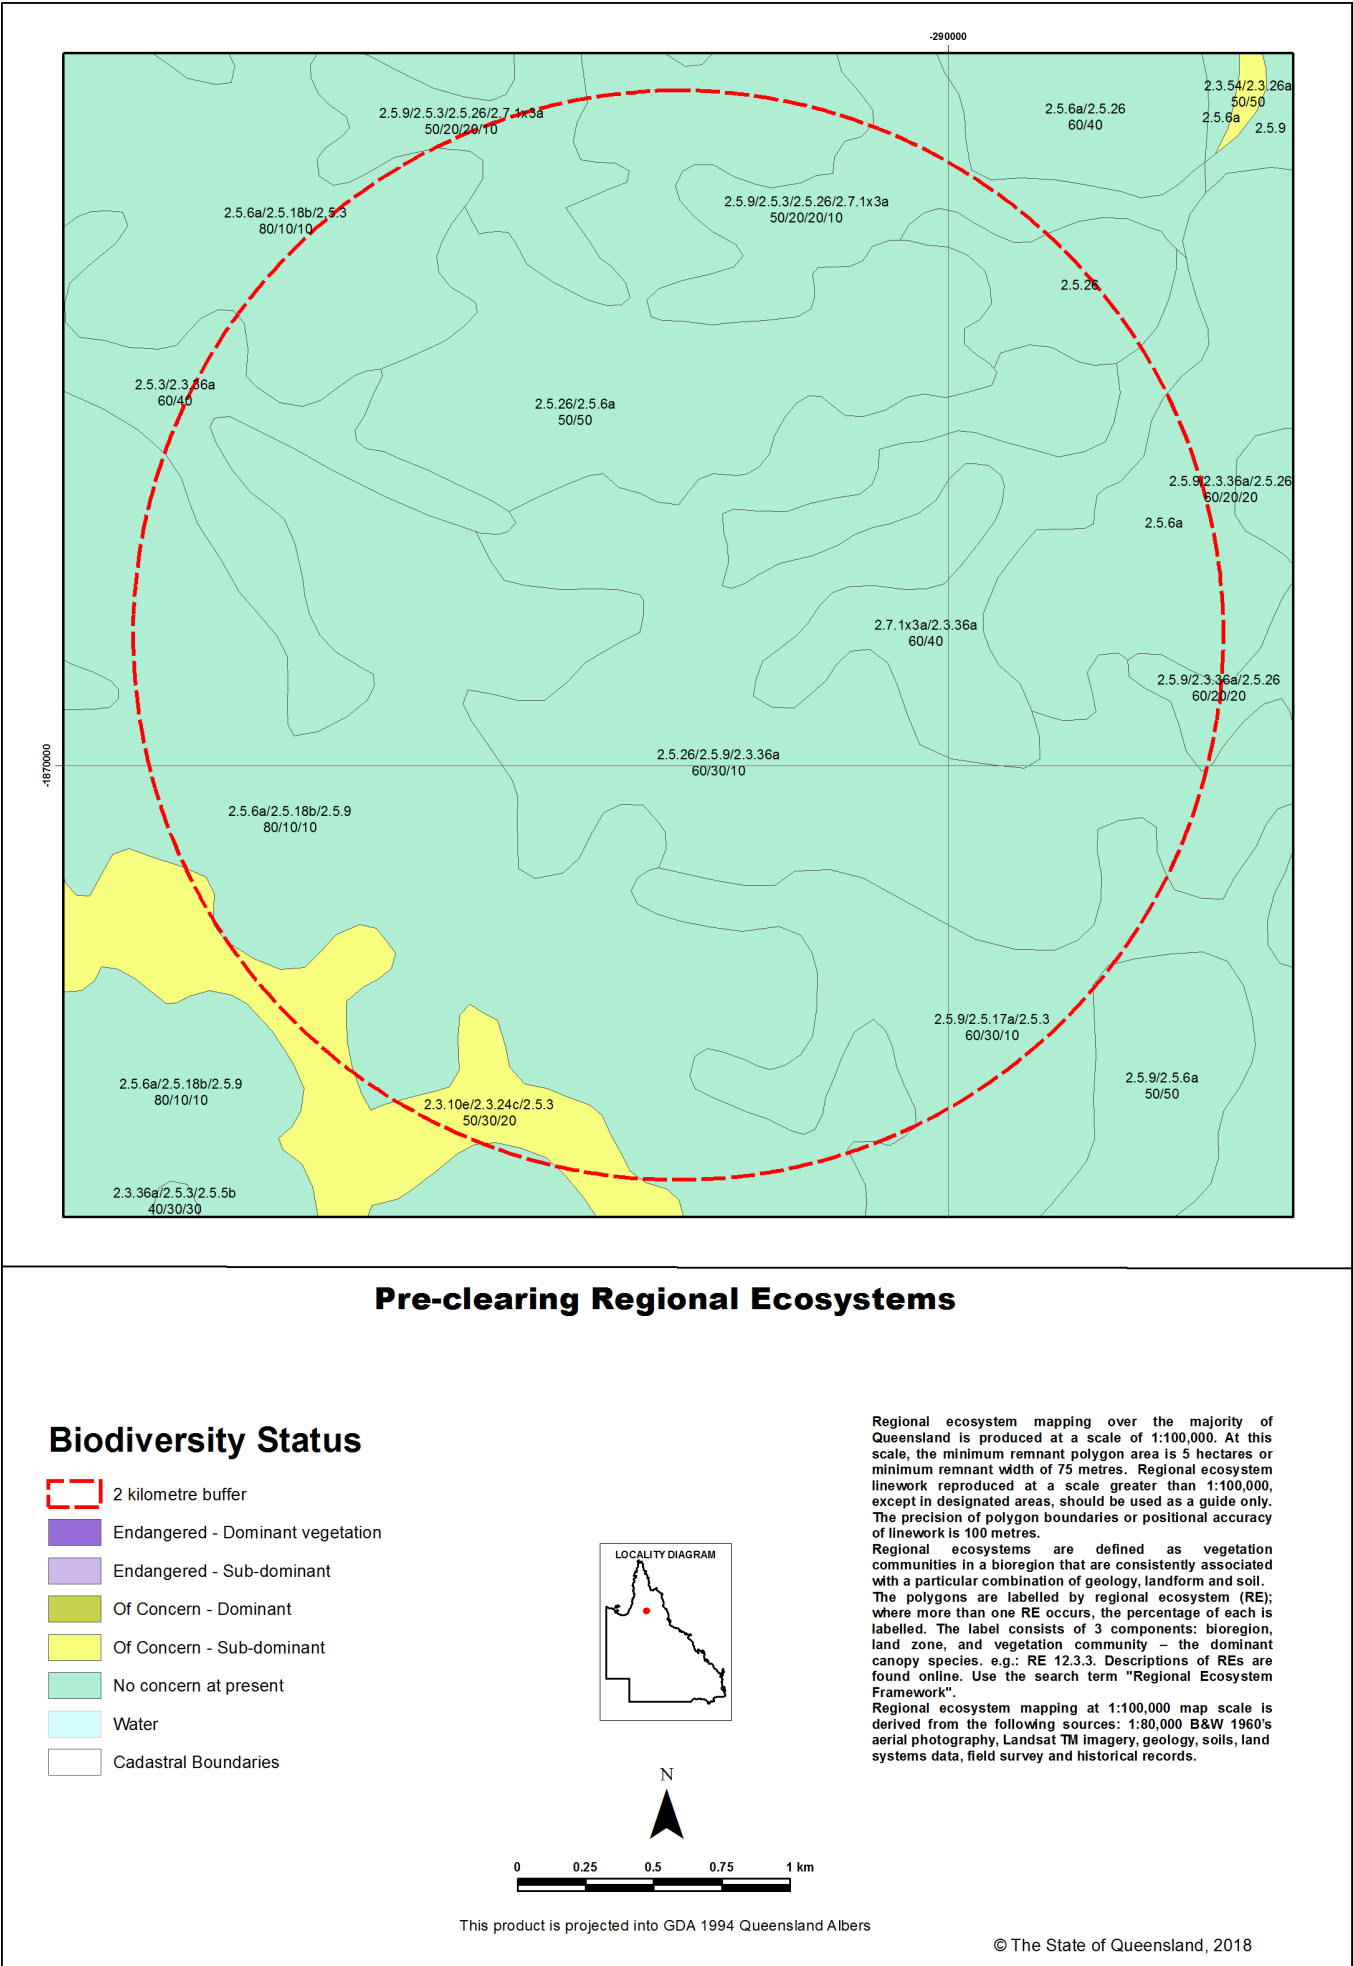 -290000
2.3.54/2.3.26a
50/50
2.5.6a
2.5.9
2.5.6a/2.5.26
60/40
2.5.9/2.5.3/2.5.26/2.7.1x3a
50/20/20/10
2.5.9/2.5.3/2.5.26/2.7.1x3a
50/20/20/10
2.5.6a/2.5.18b/2.5.3
80/10/10
2.5.26
2.5.3/2.3.36a
60/40
2.5.26/2.5.6a
50/50
2.5.9/2.3.36a/2.5.26
60/20/20
2.5.6a
2.7.1x3a/2.3.36a
60/40
2.5.9/2.3.36a/2.5.26
60/20/20
-1870000
2.5.26/2.5.9/2.3.36a
60/30/10
2.5.6a/2.5.18b/2.5.9
80/10/10
2.5.9/2.5.17a/2.5.3
60/30/10
2.5.6a/2.5.18b/2.5.9
80/10/10
2.5.9/2.5.6a
50/50
2.3.10e/2.3.24c/2.5.3
50/30/20
2.3.36a/2.5.3/2.5.5b
40/30/30
Pre-clearing Regional Ecosystems
Biodiversity Status
2 kilometre buffer
Endangered - Dominant vegetation
Endangered - Sub-dominant
Of Concern - Dominant
Of Concern - Sub-dominant
No concern at present
Water
Cadastral Boundaries
LOCALITY DIAGRAM
N
0 0.25 0.5 0.75 1 km
This product is projected into GDA 1994 Queensland Albers
Regional ecosystem mapping over the majority of
Queensland is produced at a scale of 1:100,000. At this
scale, the minimum remnant polygon area is 5 hectares or
minimum remnant width of 75 metres. Regional ecosystem
linework reproduced at a scale greater than 1:100,000,
except in designated areas, should be used as a guide only.
The precision of polygon boundaries or positional accuracy
of linework is 100 metres.
Regional ecosystems are defined as vegetation
communities in a bioregion that are consistently associated
with a particular combination of geology, landform and soil.
The polygons are labelled by regional ecosystem (RE);
where more than one RE occurs, the percentage of each is
labelled. The label consists of 3 components: bioregion,
land zone, and vegetation community – the dominant
canopy species. e.g.: RE 12.3.3. Descriptions of REs are
found online. Use the search term "Regional Ecosystem
Framework".
Regional ecosystem mapping at 1:100,000 map scale is
derived from the following sources: 1:80,000 B&W 1960's
aerial photography, Landsat TM imagery, geology, soils, land
systems data, field survey and historical records.
© The State of Queensland, 2018